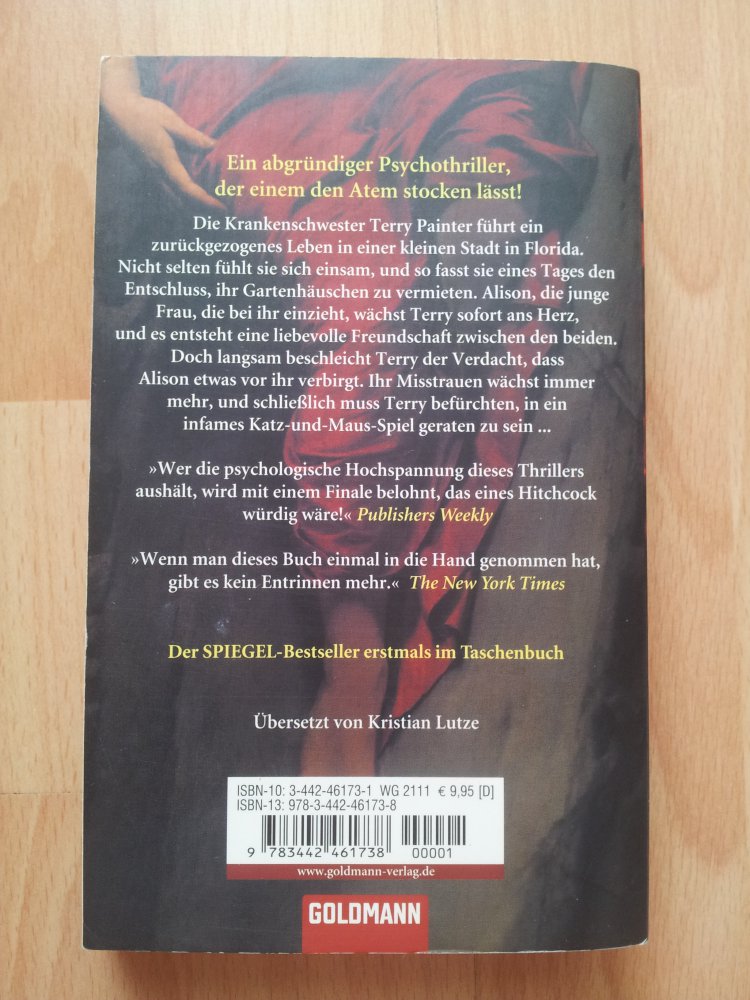 Ein abgründiger Psychothriller,
der einem den Atem stocken lässt!
Die Krankenschwester Terry Painter führt ein
zurückgezogenes Leben in einer kleinen Stadt in Florida.
Nicht selten fühlt sie sich einsam, und so fasst sie eines Tages den
Entschluss, ihr Gartenhäuschen zu vermieten. Alison, die junge
Frau, die bei ihr einzieht, wächst Terry sofort ans Herz,
und es entsteht eine liebevolle Freundschaft zwischen den beiden.
Doch langsam beschleicht Terry der Verdacht, dass
Alison etwas vor ihr verbirgt. Ihr Misstrauen wächst immer
mehr, und schließlich muss Terry befürchten, in ein
infames Katz-und-Maus-Spiel geraten zu sein ...
»Wer die psychologische Hochspannung dieses Thrillers
aushält, wird mit einem Finale belohnt, das eines Hitchcock
würdig wäre!« Publishers Weekly
»Wenn man dieses Buch einmal in die Hand genommen hat,
gibt es kein Entrinnen mehr.« The New York Times
Der SPIEGEL-Bestseller erstmals im Taschenbuch
Übersetzt von Kristian Lutze
ISBN-10: 3-442-46173-1 WG 2111 € 9,95 [D]
ISBN-13: 978-3-442-46173-8
9 783442 461738 00001
www.goldmann-verlag.de
GOLDMANN